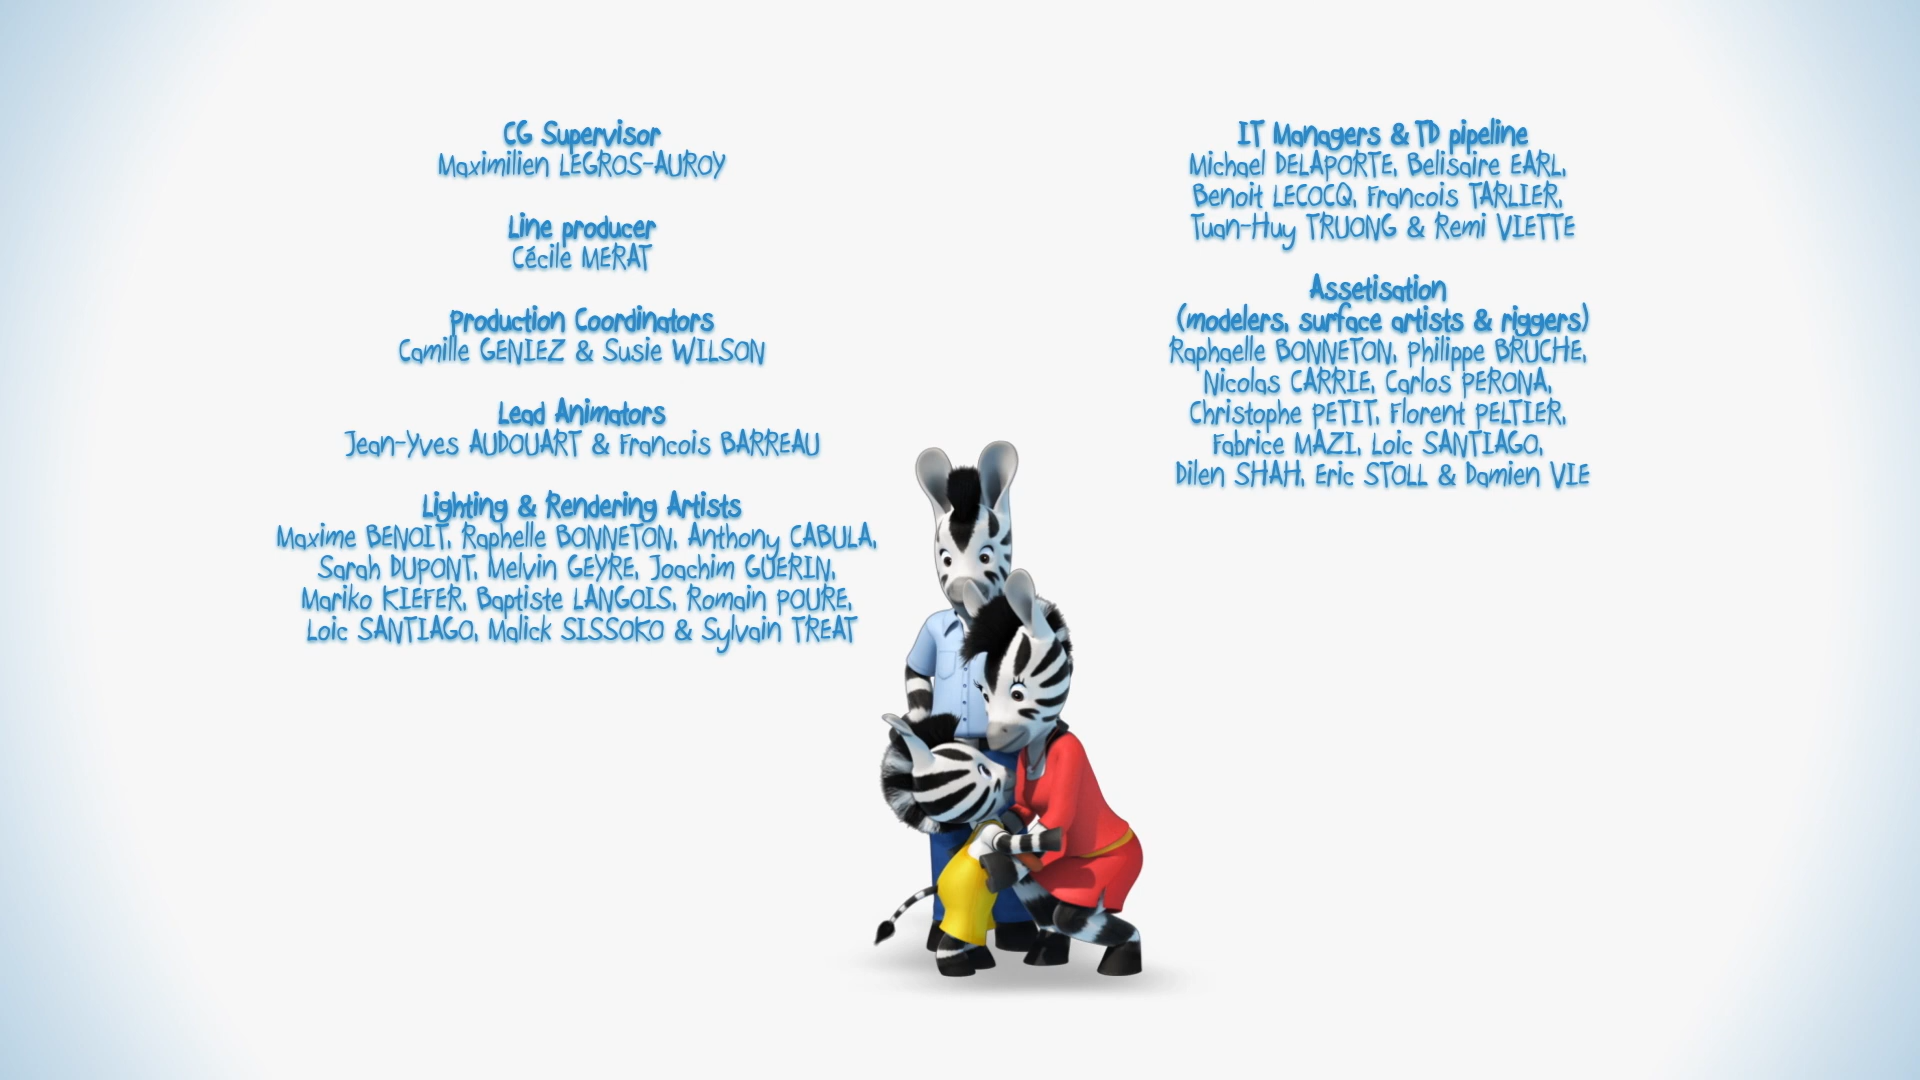 CG Supervisor
Maximilien LEGROS-AUROY
Line producer
Cécile MERAT
Production Coordinators
Camille GENIEZ & Susie WILSON
Lead Animators
Jean-Yves AUDOUART & Francois BARREAU
Lighting & Rendering Artists
Maxime BENOIT, Raphelle BONNETON, Anthony CABULA,
Sarah DUPONT, Melvin GEYRE, Joachim GUERIN,
Mariko KIEFER, Baptiste LANGOIS, Romain POURE,
Loic SANTIAGO, Malick SISSOKO & Sylvain TREAT
IT Managers & TD pipeline
Michael DELAPORTE, Belisaire EARL,
Benoit LECOCQ, Francois TARLIER,
Tuan-Huy TRUONG & Remi VIETTE
Assetisation
(modelers, surface artists & riggers)
Raphaelle BONNETON, Philippe BRUCHE,
Nicolas CARRIE, Carlos PERONA,
Christophe PETIT, Florent PELTIER,
Fabrice MAZI, Loic SANTIAGO,
Dilen SHAH, Eric STOLL & Damien VIE